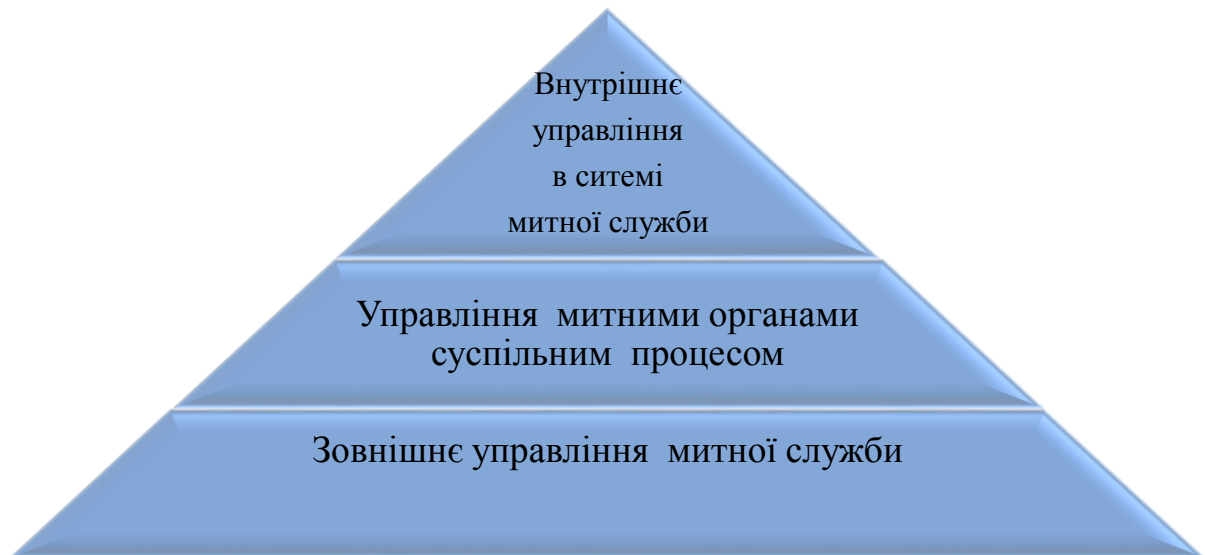 Внутрішнє
управління
в ситемі
митної служби
Управління митними органами
суспільним процесом
Зовнішнє управління митної служби